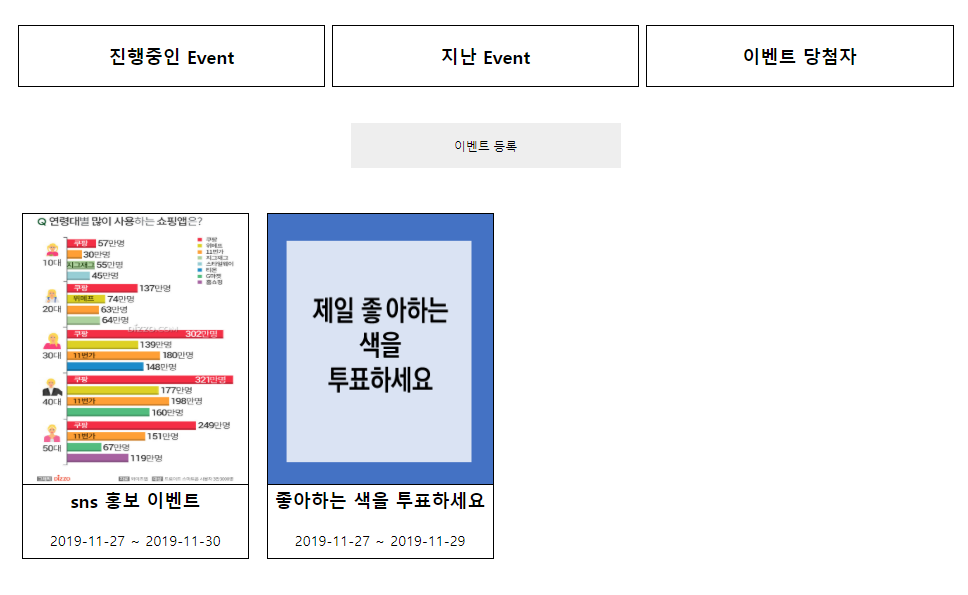 진행중인 Event
지난 Event
이벤트 당첨자
이벤트 등록
Q 연령대별 많이 사용하는 쇼핑앱은?
쿠팡
위메프
11번가
지그재그
스타일쉐어
티몬
G마켓
홈쇼핑
10대
쿠팡 57만명
30만명
지그재그 55만명
45만명
20대
쿠팡 137만명
위메프 74만명
63만명
64만명
30대
쿠팡 302만명
139만명
11번가 180만명
148만명
40대
쿠팡 321만명
177만명
11번가 198만명
160만명
50대
쿠팡 249만명
11번가 151만명
67만명
119만명
제일 좋아하는
색을
투표하세요
sns 홍보 이벤트
2019-11-27 ~ 2019-11-30
좋아하는 색을 투표하세요
2019-11-27 ~ 2019-11-29